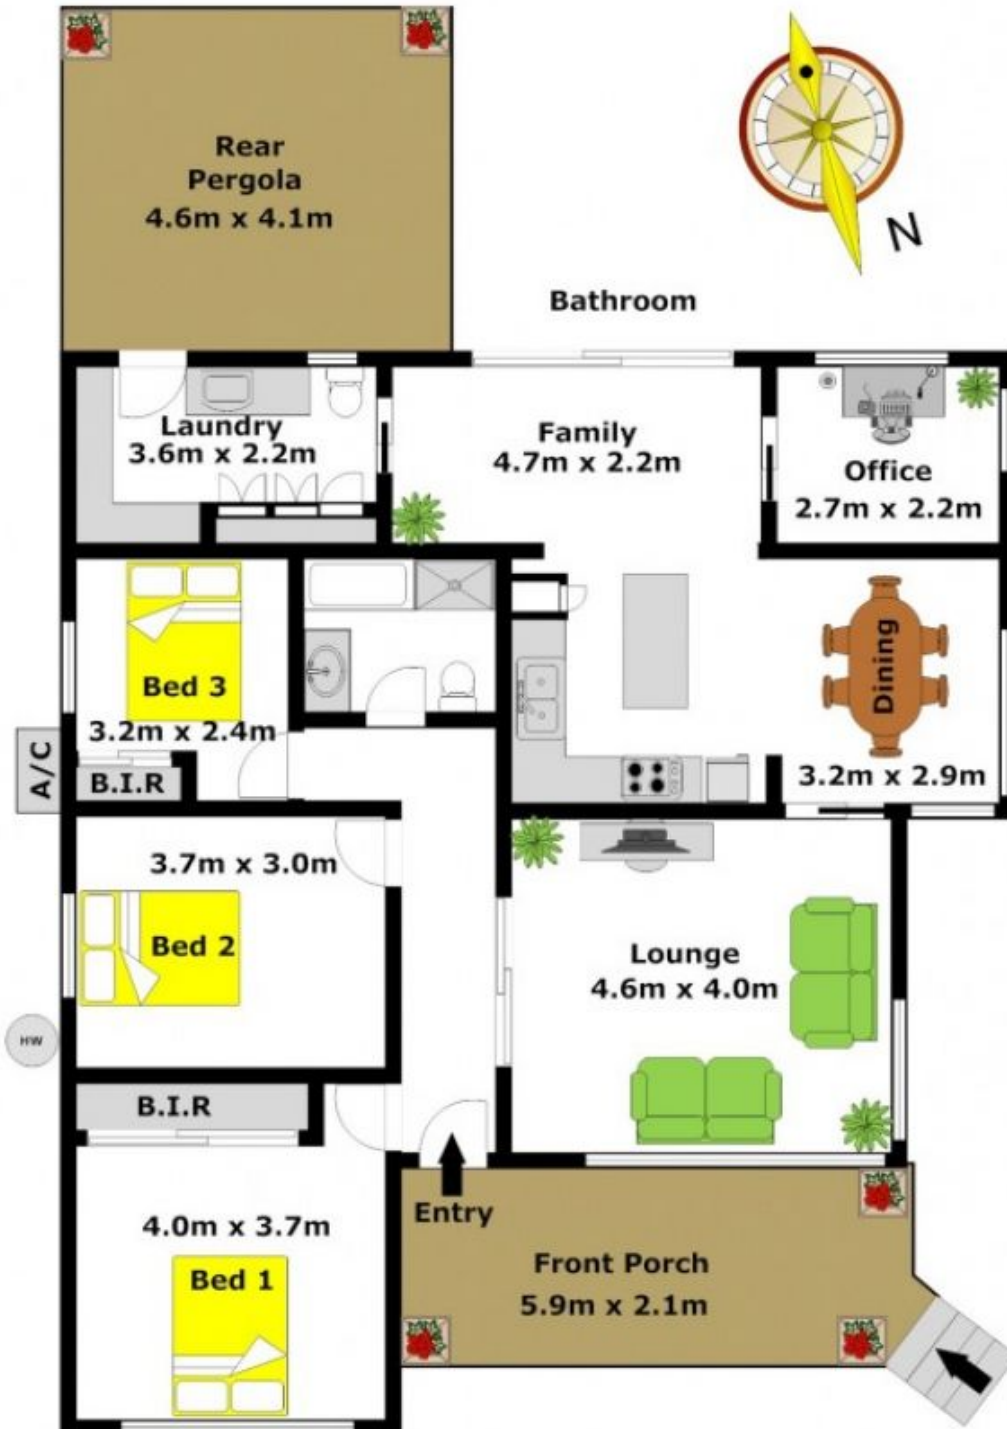 Rear
Pergola
4.6m x 4.1m
N
Bathroom
Laundry
3.6m x 2.2m
Family
4.7m x 2.2m
Office
2.7m x 2.2m
Bed 3
3.2m x 2.4m
B.I.R
A/C
Dining
3.2m x 2.9m
3.7m x 3.0m
Bed 2
Lounge
4.6m x 4.0m
HW
B.I.R
4.0m x 3.7m
Bed 1
Entry
Front Porch
5.9m x 2.1m